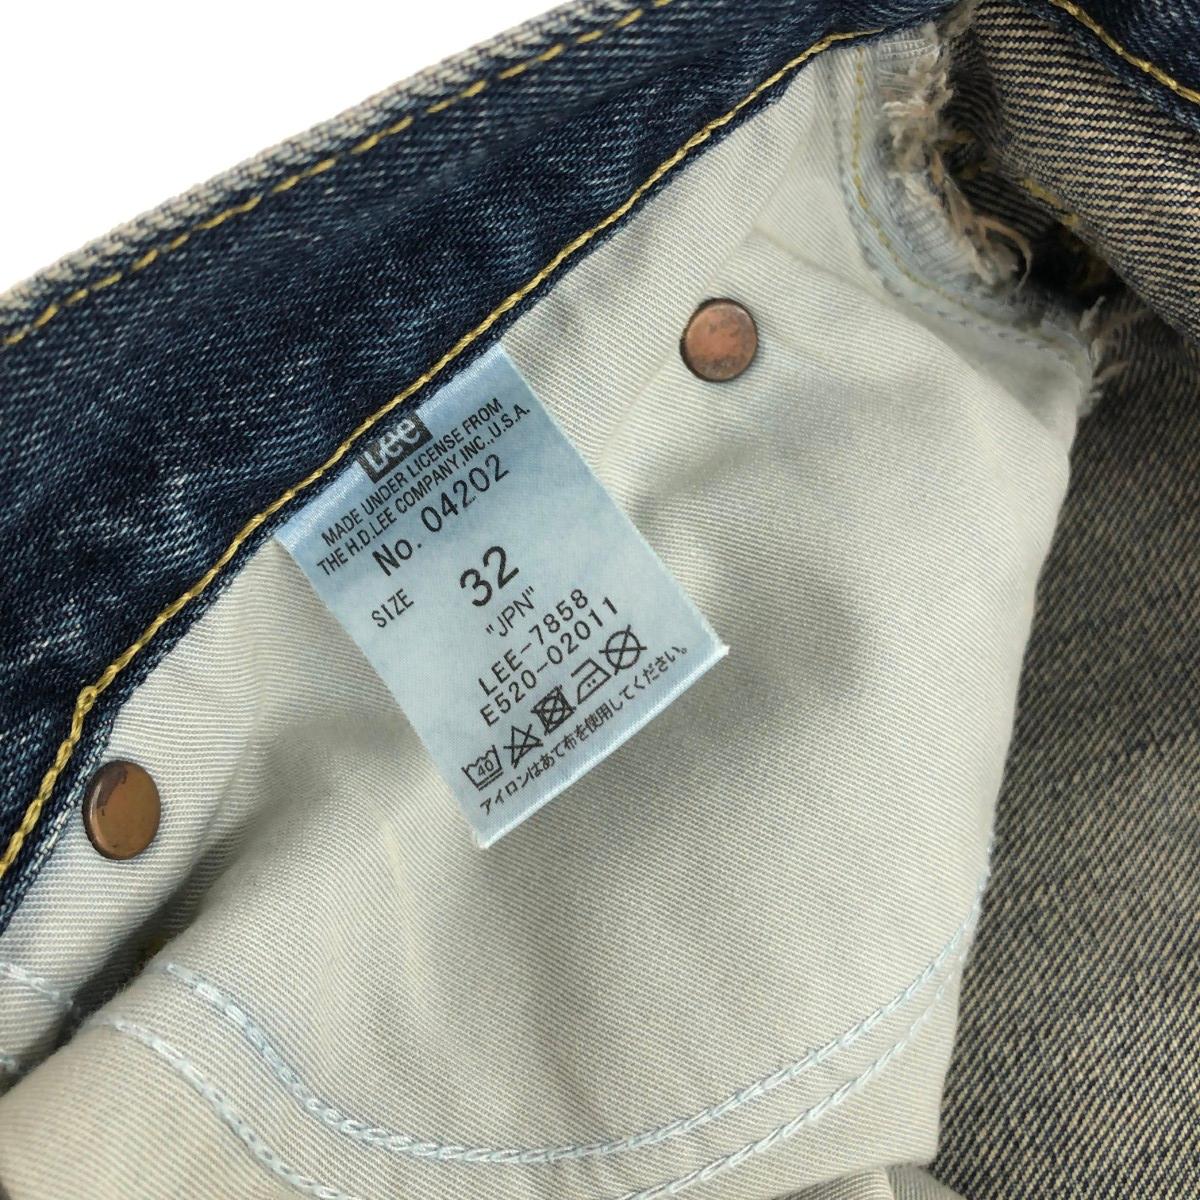 Lee
MADE UNDER LICENSE FROM
THE H.D.LEE COMPANY,INC.,U.S.A.
No. 04202
SIZE 32
"JPN"
LEE-7858
E520-02011
40
アイロンはあて布を使用してください。